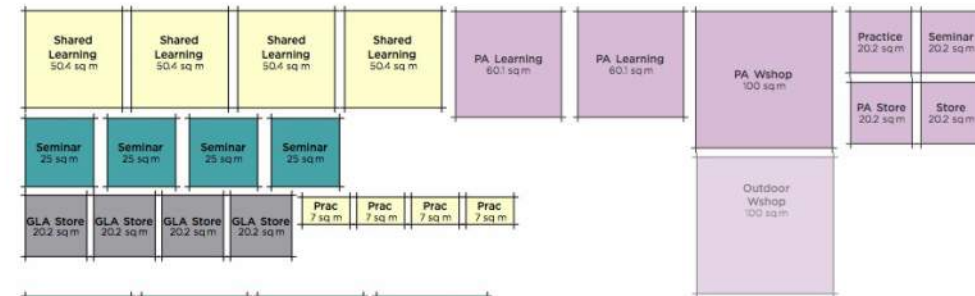 Shared
Learning
50.4 sq m
Shared
Learning
50.4 sq m
Shared
Learning
50.4 sq m
Shared
Learning
50.4 sq m
PA Learning
60.1 sq m
PA Learning
60.1 sq m
PA Wshop
100 sq m
Practice
20.2 sq m
Seminar
20.2 sq m
PA Store
20.2 sq m
Store
20.2 sq m
Seminar
25 sq m
Seminar
25 sq m
Seminar
25 sq m
Seminar
25 sq m
GLA Store
20.2 sq m
GLA Store
20.2 sq m
GLA Store
20.2 sq m
GLA Store
20.2 sq m
Prac
7 sq m
Prac
7 sq m
Prac
7 sq m
Prac
7 sq m
Outdoor
Wshop
100 sq m